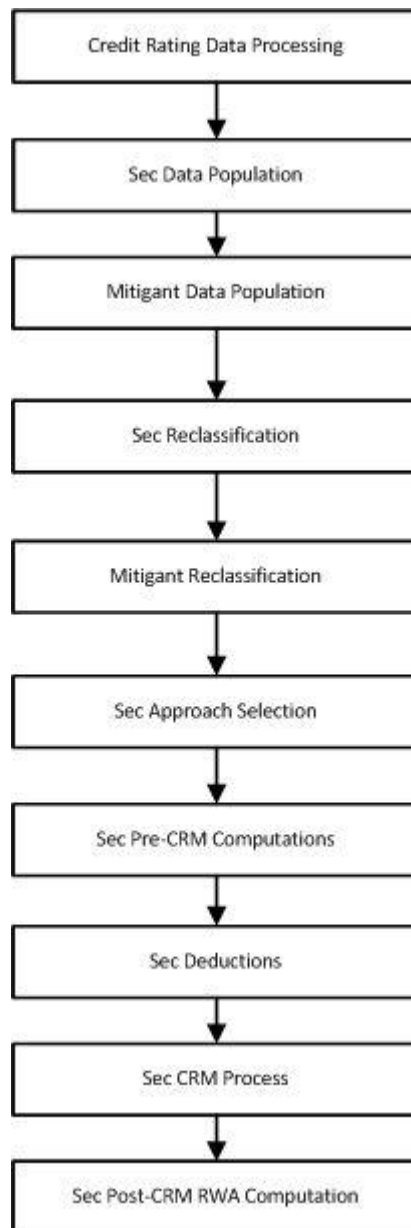 Credit Rating Data Processing
Sec Data Population
Mitigant Data Population
Sec Reclassification
Mitigant Reclassification
Sec Approach Selection
Sec Pre-CRM Computations
Sec Deductions
Sec CRM Process
Sec Post-CRM RWA Computation